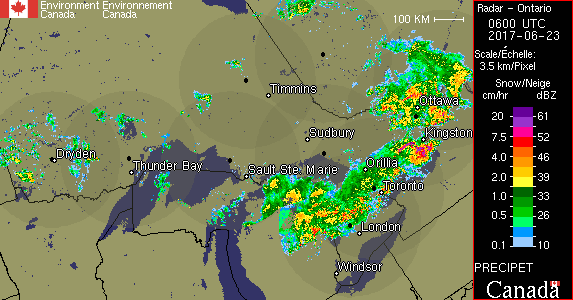 Environment Environnement
Canada Canada
100 KM
Timmins
Ottawa
Sudbury
Kingston
Dryden
Thunder Bay
Sault Ste. Marie
Orillia
Toronto
London
Windsor
Radar - Ontario
0600 UTC
2017-06-23
Scale/Échelle:
3.5 km/Pixel
Snow/Neige
cm/hr dBZ
20 61
7.5 52
4.0 46
2.0 39
1.0 33
0.5 26
0.1 10
PRECIPET
Canada